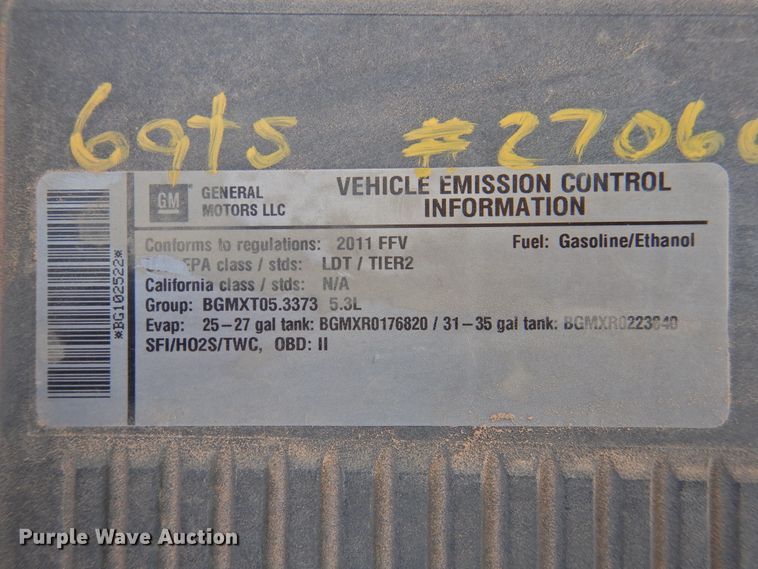 6qts #2706
GM GENERAL MOTORS LLC
VEHICLE EMISSION CONTROL INFORMATION
Conforms to regulations: 2011 FFV Fuel: Gasoline/Ethanol
EPA class / stds: LDT / TIER2
California class / stds: N/A
Group: BGMXT05.3373 5.3L
Evap: 25-27 gal tank: BGMXR0176820 / 31-35 gal tank:
SFI/HO2S/TWC, OBD: II
*BG102522*
Purple Wave Auction